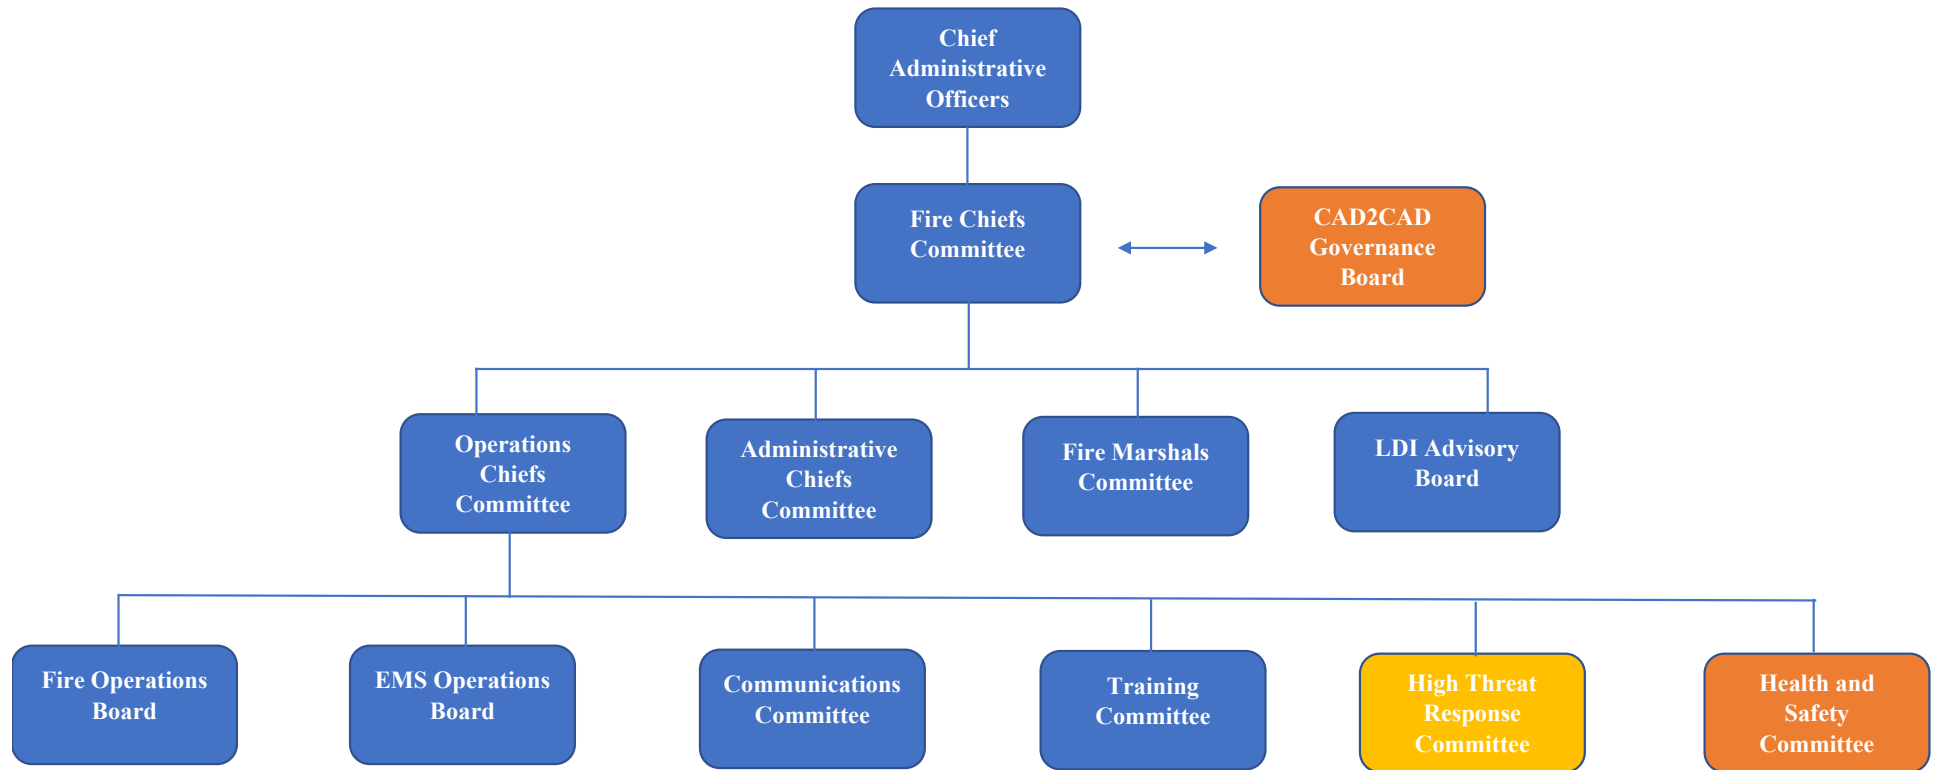 Chief
Administrative
Officers
Fire Chiefs
Committee
CAD2CAD
Governance
Board
Operations
Chiefs
Committee
Administrative
Chiefs
Committee
Fire Marshals
Committee
LDI Advisory
Board
Fire Operations
Board
EMS Operations
Board
Communications
Committee
Training
Committee
High Threat
Response
Committee
Health and
Safety
Committee